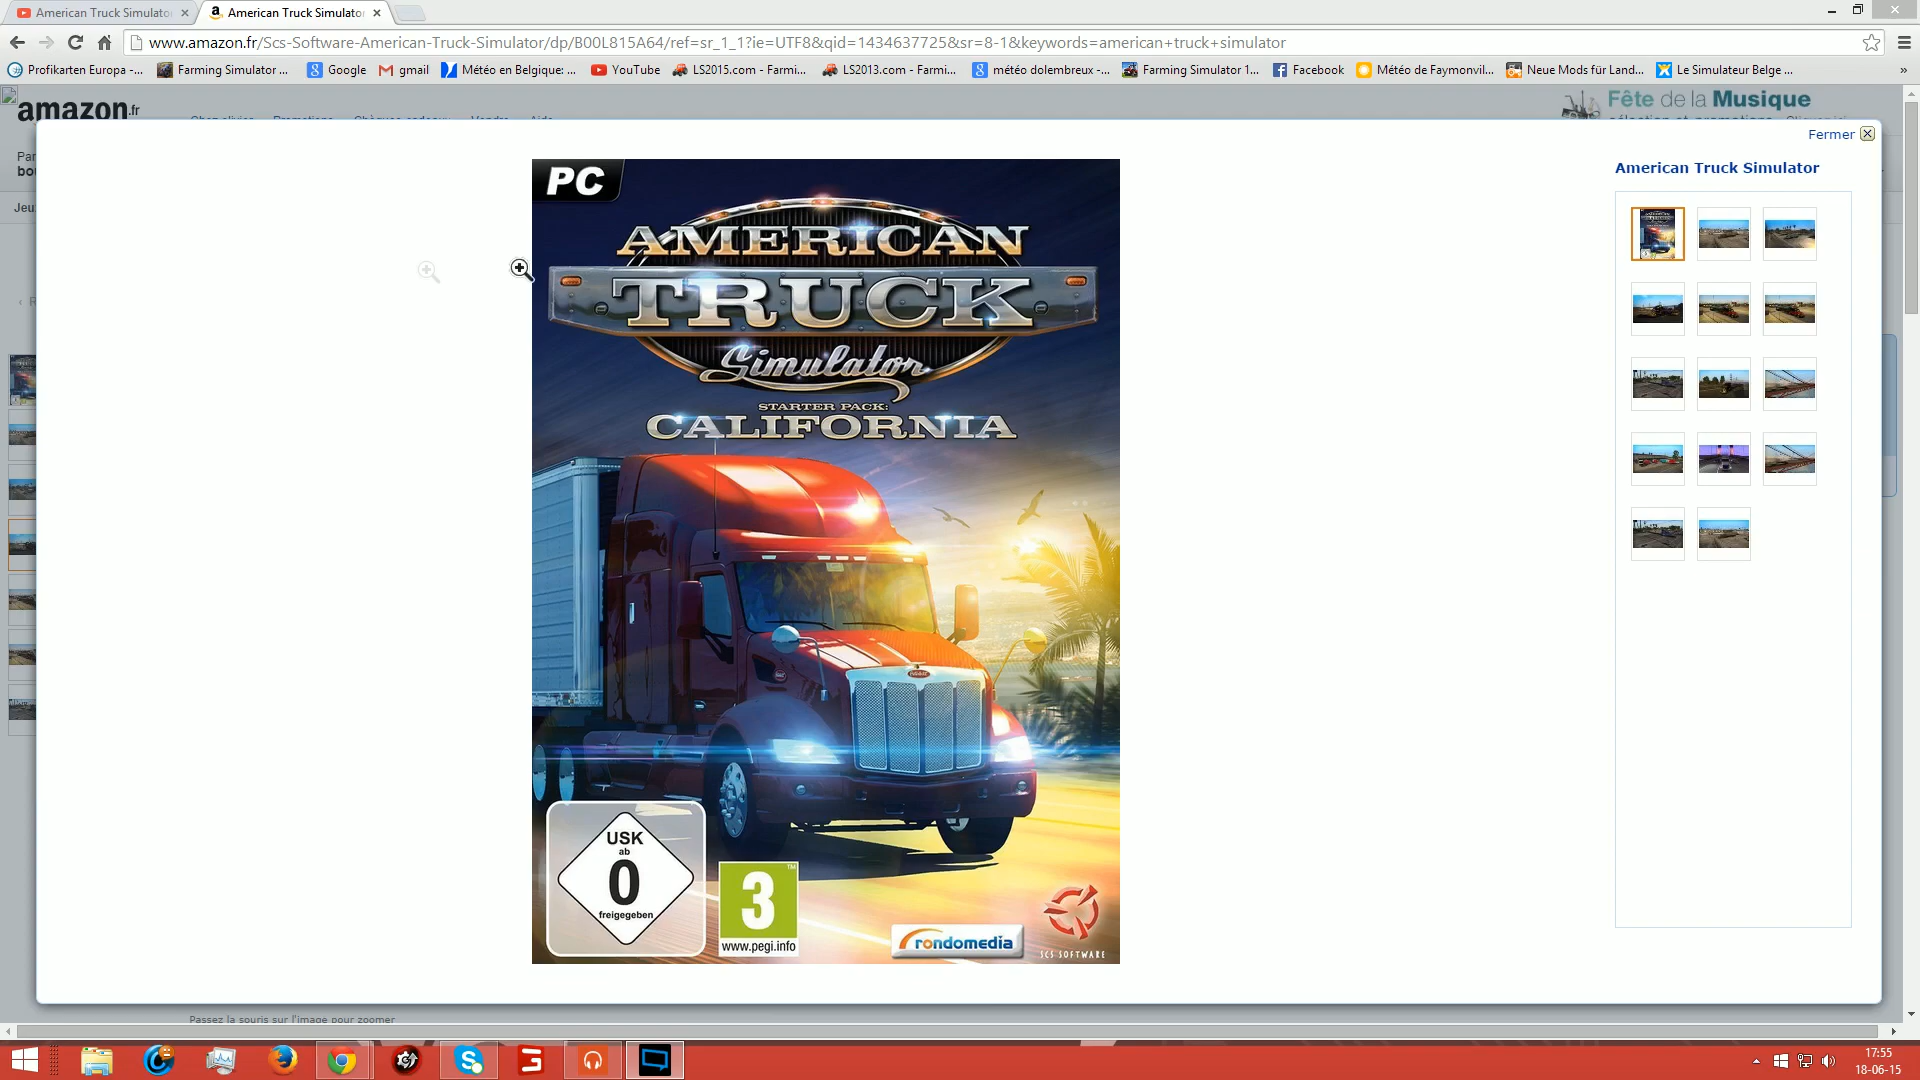 American Truck Simulato
American Truck Simulator
www.amazon.fr/Scs-Software-American-Truck-Simulator/dp/B00L815A64/ref=sr_1_1?ie=UTF8&qid=1434637725&sr=8-1&keywords=american+truck+simulator
Profikarten Europa -... Farming Simulator ... Google gmail Météo en Belgique: ... YouTube LS2015.com - Farmi... LS2013.com - Farmi... météo dolembreux -... Farming Simulator 1... Facebook Météo de Faymonvil... Neue Mods für Land... Le Simulateur Belge ... »
amazon.fr
Fête de la Musique
Fermer
Par
bou
Jeu
American Truck Simulator
PC
AMERICAN
TRUCK
Simulator
STARTER PACK:
CALIFORNIA
USK
ab
0
freigegeben
3
www.pegi.info
rondomedia
SCS SOFTWARE
Passez la souris sur l'image pour zoomer
17:55
18-06-15